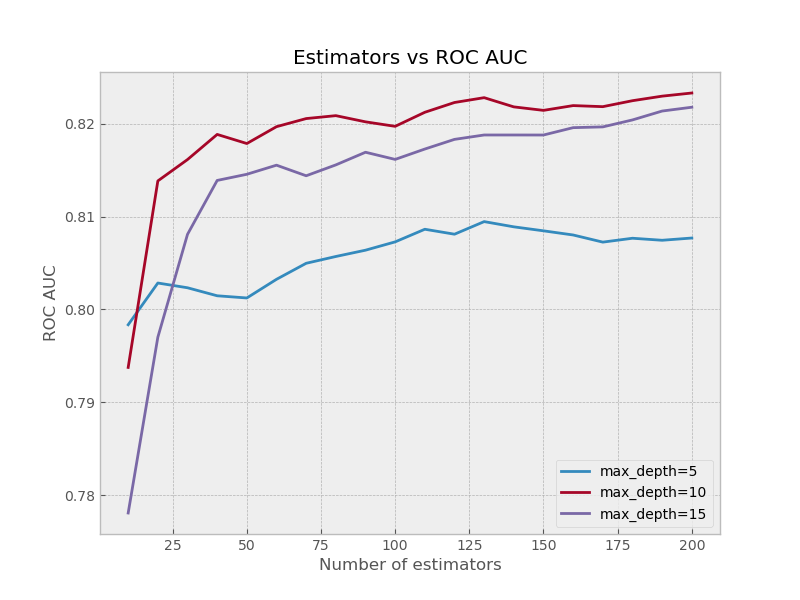 Estimators vs ROC AUC
ROC AUC
0.82
0.81
0.80
0.79
0.78
max_depth=5
max_depth=10
max_depth=15
25 50 75 100 125 150 175 200
Number of estimators